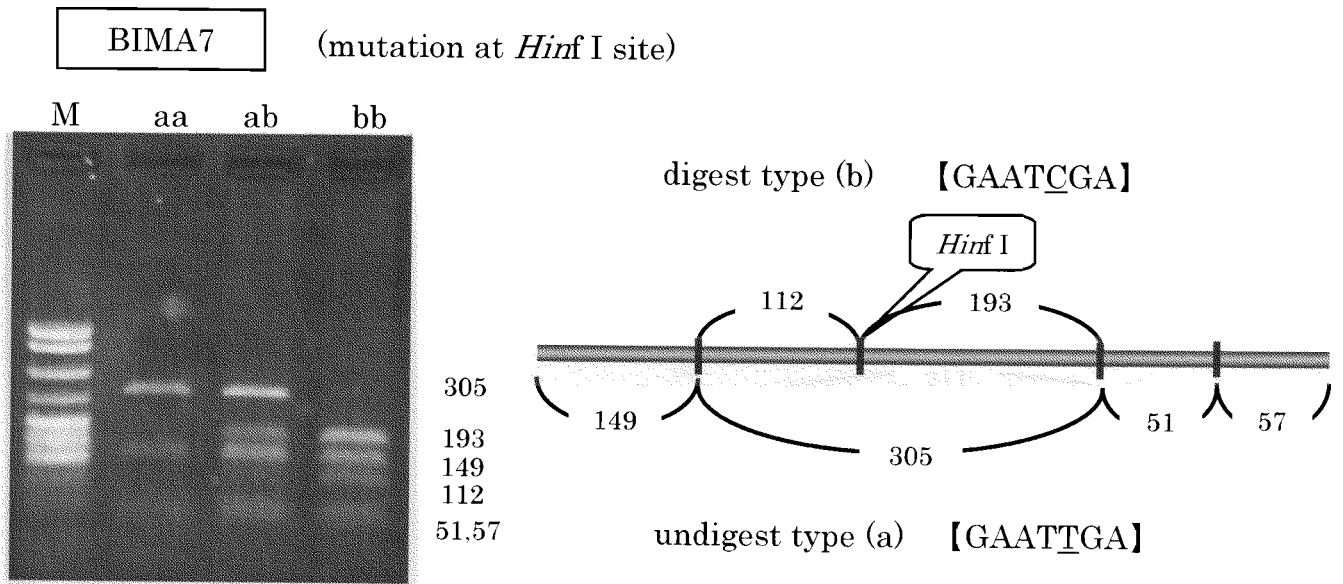 BIMA7 (mutation at Hinf I site)
M aa ab bb
305
193
149
112
51,57
digest type (b) 【GAATCGA】
Hinf I
112 193
149 305 51 57
undigest type (a) 【GAATTGA】